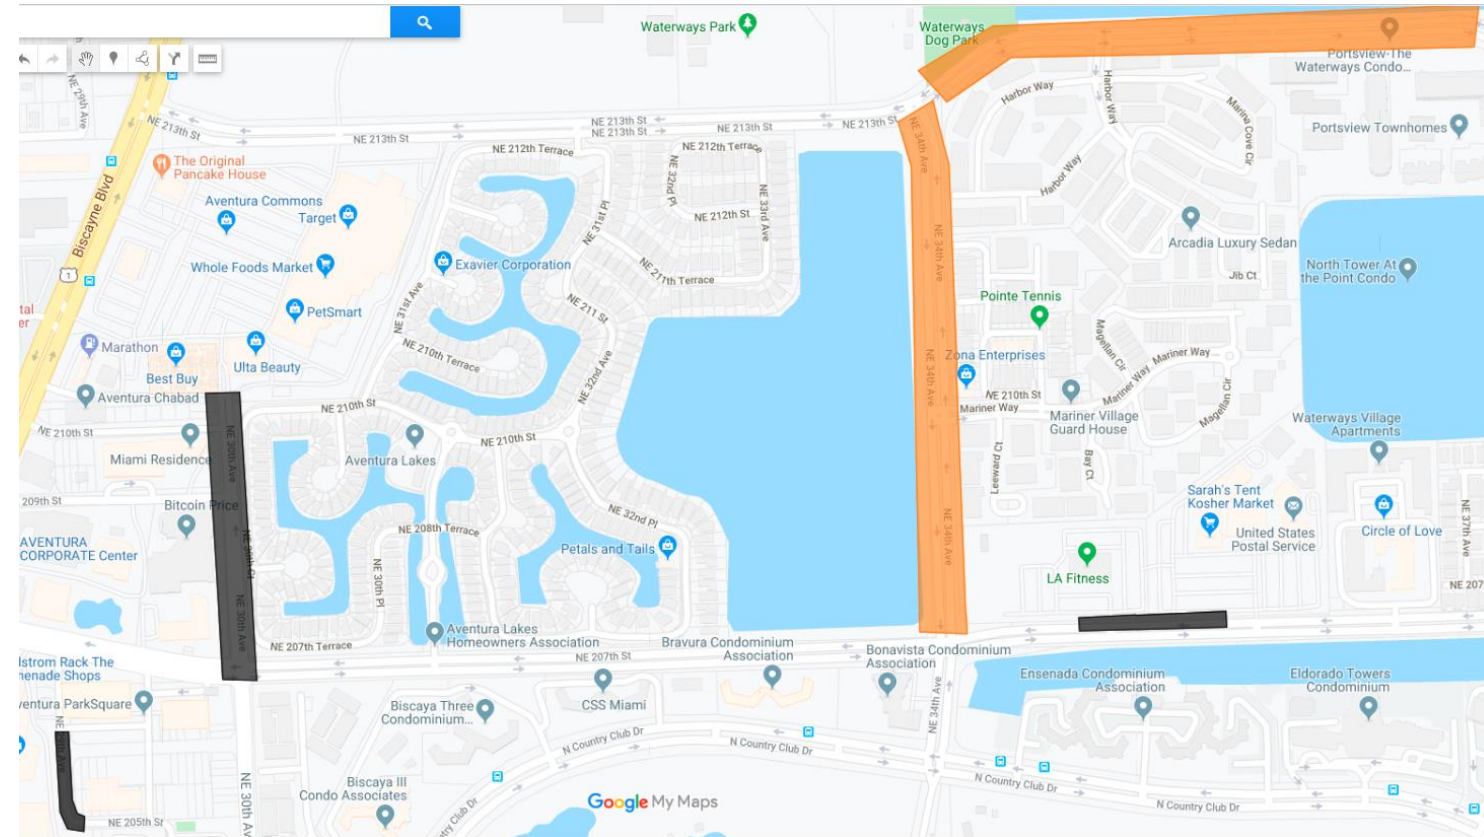 Waterways Park
Waterways
Dog Park
Portsview-The
Waterways Condo...
NE 29th Ave
NE 213th St
NE 213th St
NE 213th St
NE 213th St
NE 213th St
NE 213th St
Harbor Way
Harbor Way
Marina Cove Cir
Portsview Townhomes
The Original
Pancake House
NE 212th Terrace
NE 212th Terrace
NE 34th Ave
Harbor Way
Biscayne Blvd
Aventura Commons
Target
NE 32nd Pl
NE 33rd Ave
NE 31st Pl
NE 212th St
Arcadia Luxury Sedan
Whole Foods Market
Exavier Corporation
NE 34th Ave
1
NE 211th Terrace
Jib Ct
North Tower At
the Point Condo
PetSmart
NE 31st Ave
NE 211 St
Pointe Tennis
Marathon
Best Buy
Ulta Beauty
NE 210th Terrace
NE 32nd Ave
NE 34th Ave
Zona Enterprises
Magellan Cir
Mariner Way
Mariner Way
Magellan Cir
Aventura Chabad
NE 210th St
NE 210th St
Mariner Way
Mariner Village
Guard House
Waterways Village
Apartments
NE 210th St
NE 30th Ave
NE 210th St
Miami Residence
Aventura Lakes
Leeward Ct
Bay Ct
209th St
Bitcoin Price
Sarah's Tent
Kosher Market
United States
Postal Service
Circle of Love
NE 37th Ave
AVENTURA
CORPORATE Center
NE 30th Ct
NE 208th Terrace
NE 32nd Pl
Petals and Tails
NE 34th Ave
NE 30th Pl
LA Fitness
NE 207
NE 30th Ave
NE 207th Terrace
Aventura Lakes
Homeowners Association
NE 207th St
Bravura Condominium
Association
Bonavista Condominium
Association
lstrom Rack The
menade Shops
Ensenada Condominium
Association
Eldorado Towers
Condominium
ventura ParkSquare
Biscaya Three
Condominium...
CSS Miami
NE 34th Ave
N Country Club Dr
N Country Club Dr
N Country Club Dr
N Country Club Dr
Biscaya III
Condo Associates
NE 30th Av
Club Dr
Google My Maps
NE 205th St